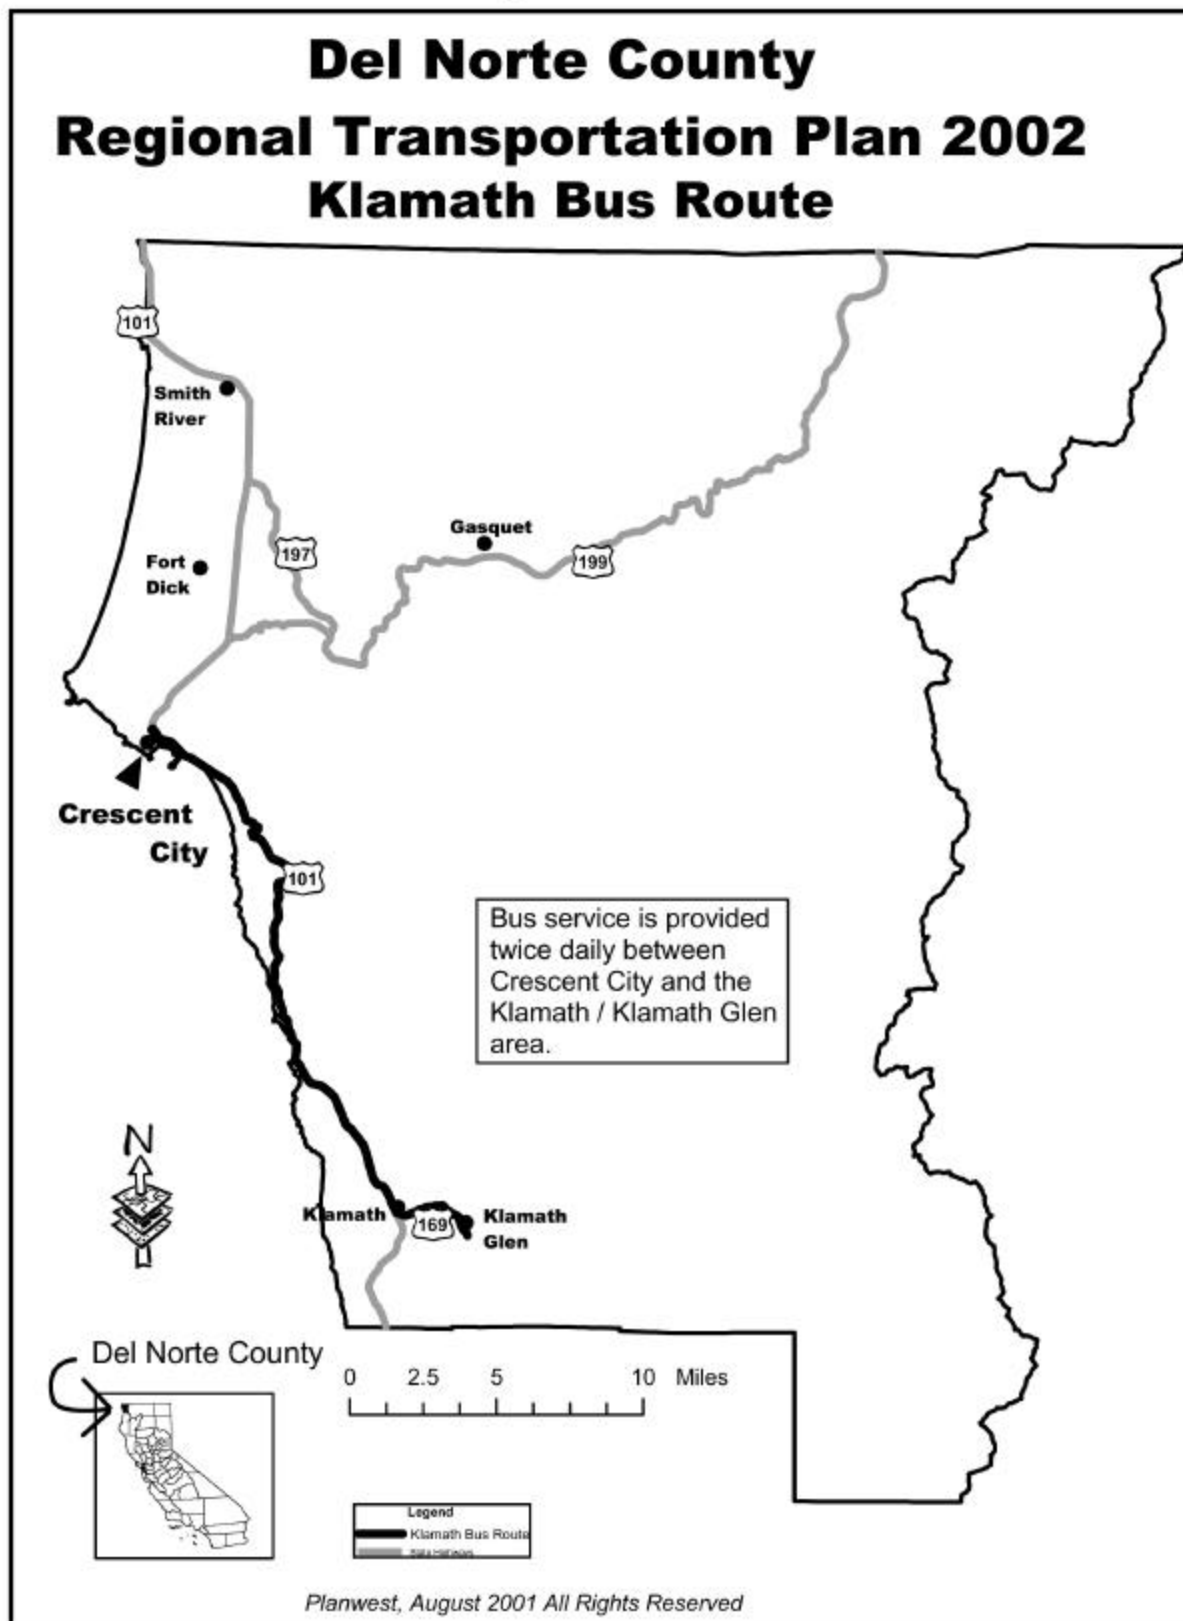 Del Norte County
Regional Transportation Plan 2002
Klamath Bus Route
101
Smith
River
197
Gasquet
199
Fort
Dick
Crescent
City
101
Bus service is provided
twice daily between
Crescent City and the
Klamath / Klamath Glen
area.
N
Klamath
169
Klamath
Glen
Del Norte County
0 2.5 5 10 Miles
Legend
Klamath Bus Route
Planwest, August 2001 All Rights Reserved